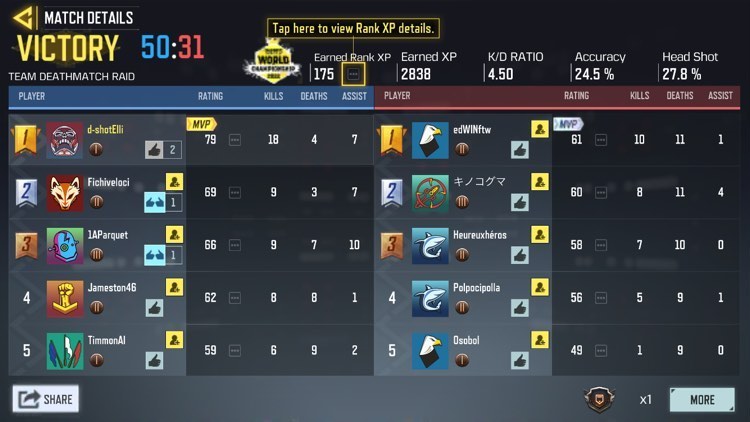 MATCH DETAILS
VICTORY 50:31
TEAM DEATHMATCH RAID
Tap here to view Rank XP details.
WORLD
CHAMPIONSHIP
Earned Rank XP Earned XP K/D RATIO Accuracy Head Shot
175 2838 4.50 24.5 % 27.8 %
PLAYER RATING KILLS DEATHS ASSIST
1 d-shotElli 2 MVP 79 18 4 7
2 Fichiveloci 1 69 9 3 7
3 1AParquet 1 66 9 7 10
4 Jameston46 62 8 8 1
5 TimmonAl 59 6 9 2
PLAYER RATING KILLS DEATHS ASSIST
1 edWINftw MVP 61 10 11 1
2 キノコグマ 60 8 11 4
3 Heureuxhéros 58 7 10 0
4 Polpocipolla 56 5 9 1
5 Osobol 49 1 9 0
SHARE
x1 MORE